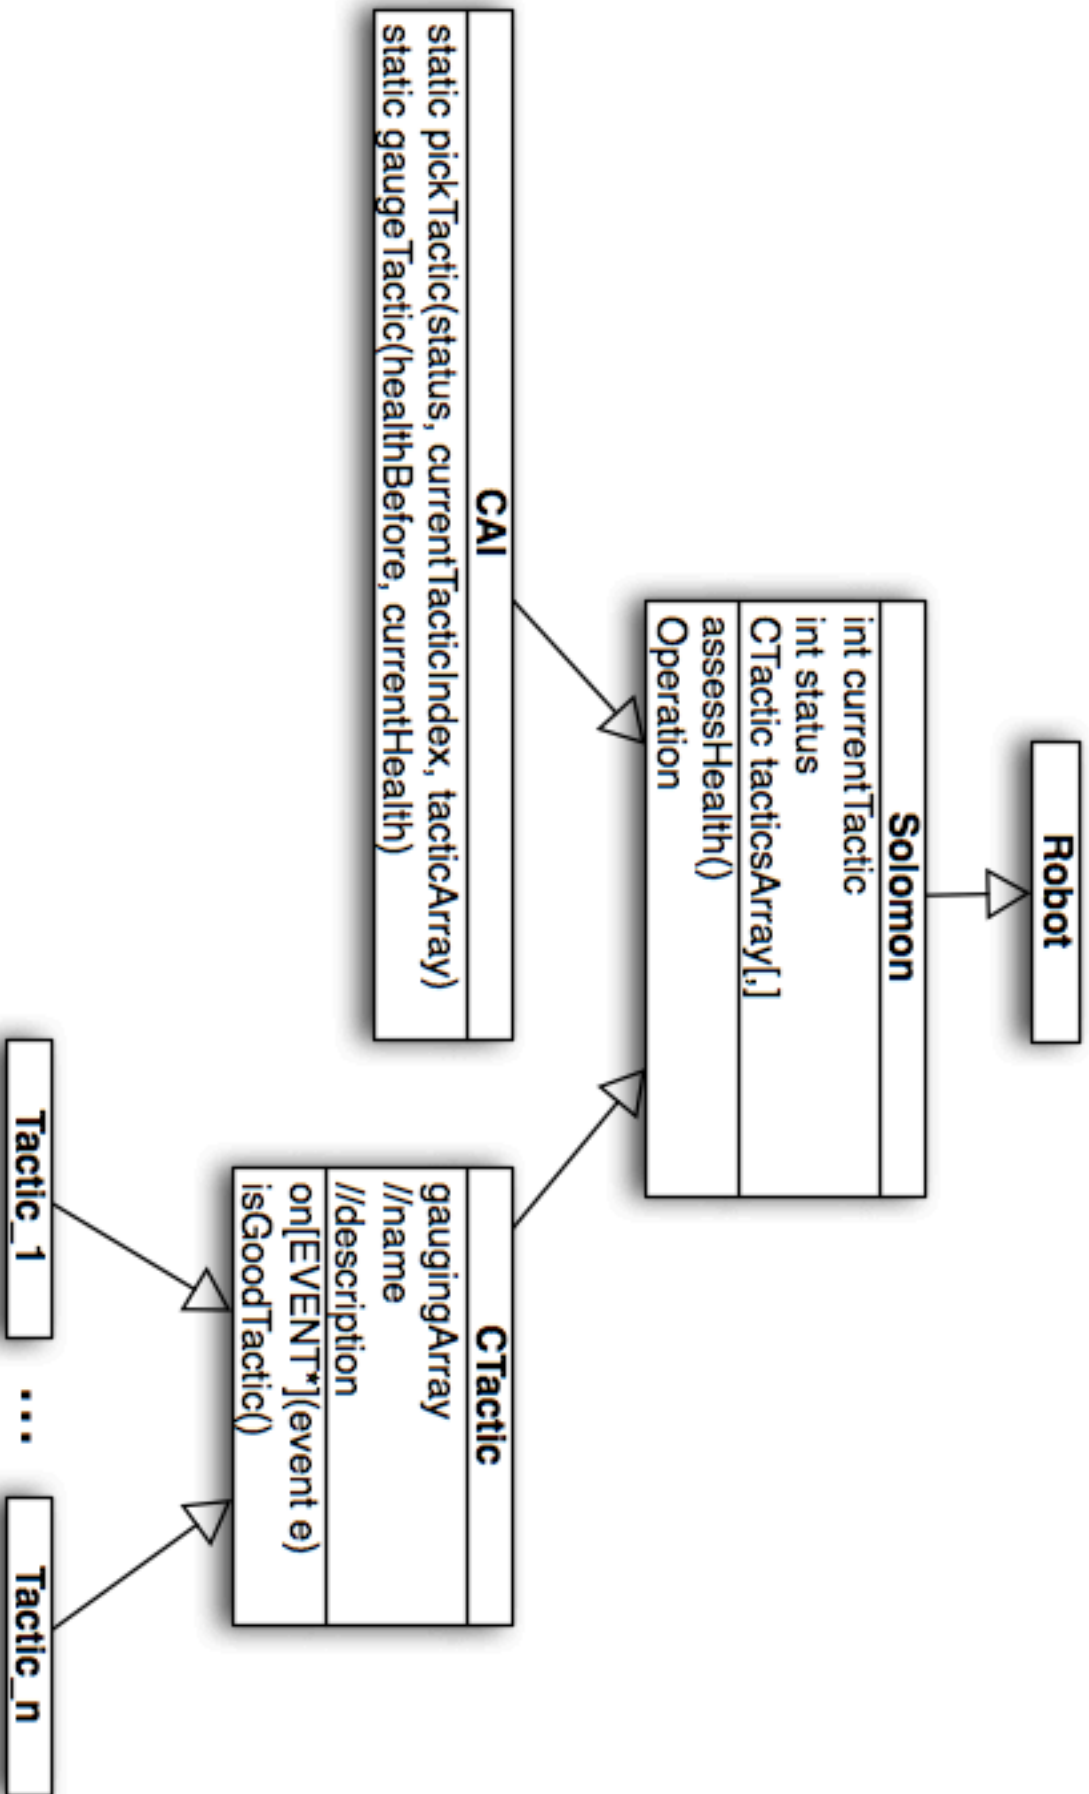 Robot
Solomon
int currentTactic
int status
CTactic tacticsArray[,]
assessHealth()
Operation
CAI
static pickTactic(status, currentTacticIndex, tacticArray)
static gaugeTactic(healthBefore, currentHealth)
CTactic
gaugingArray
//name
//description
on[EVENT*](event e)
isGoodTactic()
Tactic_1
...
Tactic_n